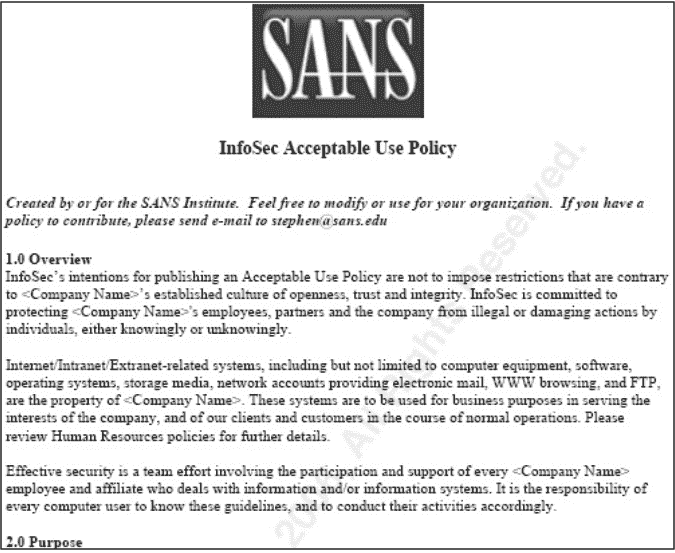 SANS
InfoSec Acceptable Use Policy
Created by or for the SANS Institute. Feel free to modify or use for your organization. If you have a
policy to contribute, please send e-mail to stephen@sans.edu
1.0 Overview
InfoSec's intentions for publishing an Acceptable Use Policy are not to impose restrictions that are contrary
to <Company Name>'s established culture of openness, trust and integrity. InfoSec is committed to
protecting <Company Name>'s employees, partners and the company from illegal or damaging actions by
individuals, either knowingly or unknowingly.
Internet/Intranet/Extranet-related systems, including but not limited to computer equipment, software,
operating systems, storage media, network accounts providing electronic mail, WWW browsing, and FTP,
are the property of <Company Name>. These systems are to be used for business purposes in serving the
interests of the company, and of our clients and customers in the course of normal operations. Please
review Human Resources policies for further details.
Effective security is a team effort involving the participation and support of every <Company Name>
employee and affiliate who deals with information and/or information systems. It is the responsibility of
every computer user to know these guidelines, and to conduct their activities accordingly.
2.0 Purpose